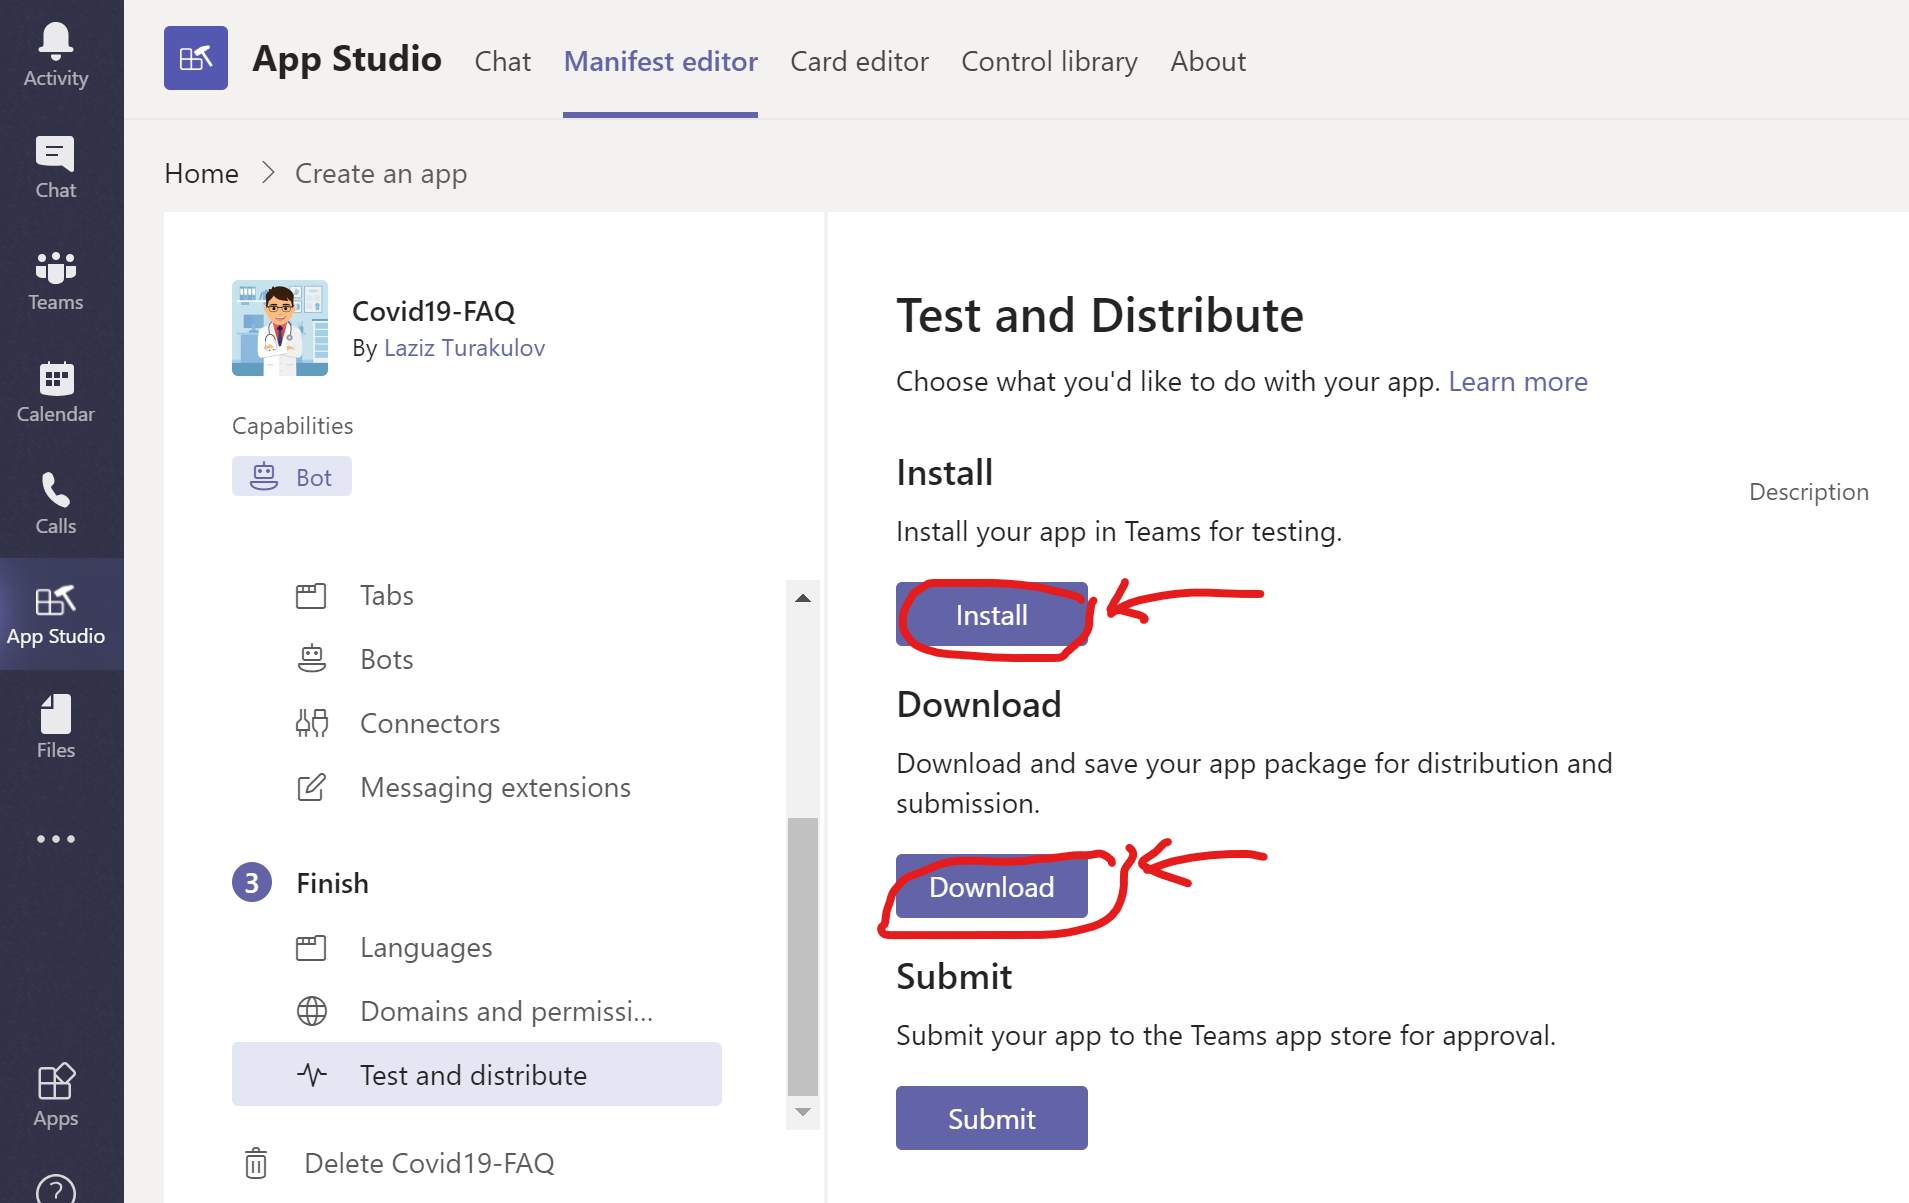 Activity
Chat
Teams
Calendar
Calls
App Studio
Files
Apps
App Studio
Chat
Manifest editor
Card editor
Control library
About
Home
Create an app
Covid19-FAQ
By Laziz Turakulov
Capabilities
Bot
Tabs
Bots
Connectors
Messaging extensions
3 Finish
Languages
Domains and permissi...
Test and distribute
Delete Covid19-FAQ
Test and Distribute
Choose what you'd like to do with your app. Learn more
Install
Description
Install your app in Teams for testing.
Install
Download
Download and save your app package for distribution and
submission.
Download
Submit
Submit your app to the Teams app store for approval.
Submit